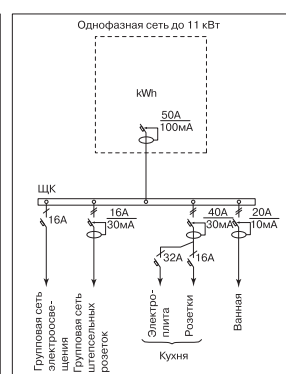 Однофазная сеть до 11 кВт
kWh
50А
100мА
ЩК
16А
16А
30мА
40А
30мА
20А
10мА
32А
16А
Групповая сеть
электроосве-
щения
Групповая сеть
штепсельных
розеток
Электро-
плита
Розетки
Ванная
Кухня